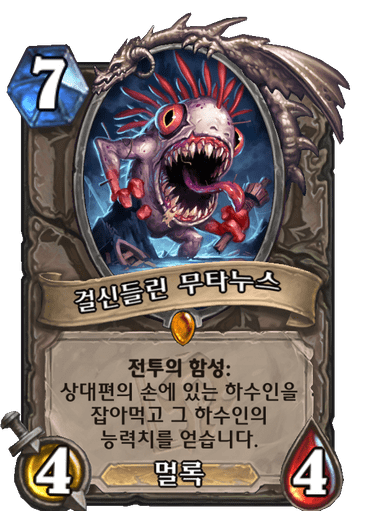 7
걸신들린 무타누스
전투의 함성:
상대편의 손에 있는 하수인을
잡아먹고 그 하수인의
능력치를 얻습니다.
4
멀록
4